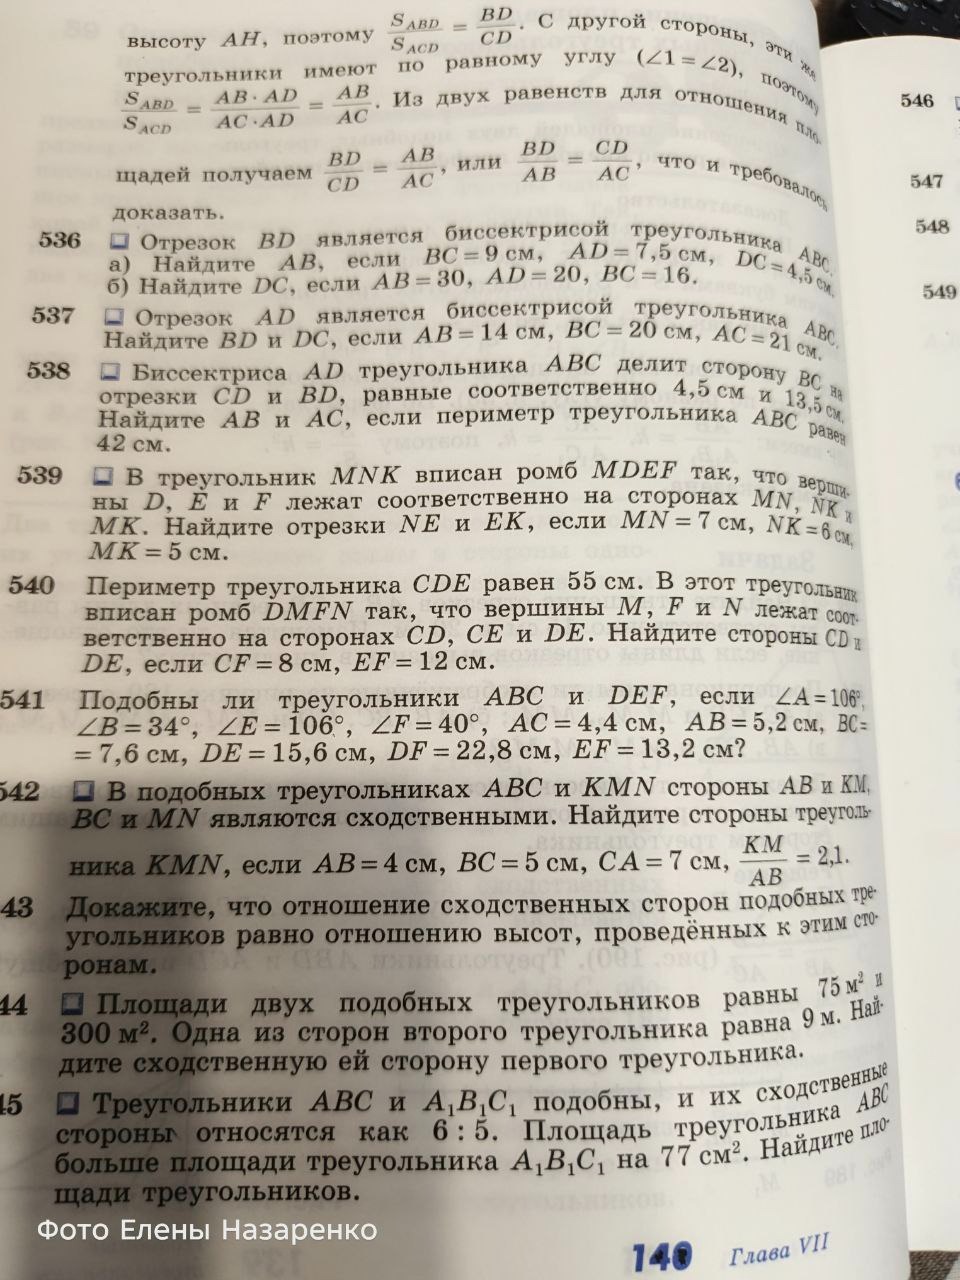 высоту AH, поэтому S_ABD/S_ACD = BD/CD. С другой стороны, эти же
треугольники имеют по равному углу (∠1 = ∠2), поэтому
S_ABD/S_ACD = AB · AD/AC · AD = AB/AC. Из двух равенств для отношения пло-
щадей получаем BD/CD = AB/AC, или BD/AB = CD/AC, что и требовалось
доказать.
536 Отрезок BD является биссектрисой треугольника ABC.
а) Найдите AB, если BC = 9 см, AD = 7,5 см, DC = 4,5 см.
б) Найдите DC, если AB = 30, AD = 20, BC = 16.
537 Отрезок AD является биссектрисой треугольника ABC.
Найдите BD и DC, если AB = 14 см, BC = 20 см, AC = 21 см.
538 Биссектриса AD треугольника ABC делит сторону BC на
отрезки CD и BD, равные соответственно 4,5 см и 13,5 см.
Найдите AB и AC, если периметр треугольника ABC равен
42 см.
539 В треугольник MNK вписан ромб MDEF так, что верши-
ны D, E и F лежат соответственно на сторонах MN, NK и
MK. Найдите отрезки NE и EK, если MN = 7 см, NK = 6 см,
MK = 5 см.
540 Периметр треугольника CDE равен 55 см. В этот треугольник
вписан ромб DMFN так, что вершины M, F и N лежат соот-
ветственно на сторонах CD, CE и DE. Найдите стороны CD и
DE, если CF = 8 см, EF = 12 см.
541 Подобны ли треугольники ABC и DEF, если ∠A = 106°,
∠B = 34°, ∠E = 106°, ∠F = 40°, AC = 4,4 см, AB = 5,2 см, BC =
= 7,6 см, DE = 15,6 см, DF = 22,8 см, EF = 13,2 см?
542 В подобных треугольниках ABC и KMN стороны AB и KM,
BC и MN являются сходственными. Найдите стороны треуголь-
ника KMN, если AB = 4 см, BC = 5 см, CA = 7 см, KM/AB = 2,1.
43 Докажите, что отношение сходственных сторон подобных тре-
угольников равно отношению высот, проведённых к этим сто-
ронам.
44 Площади двух подобных треугольников равны 75 м² и
300 м². Одна из сторон второго треугольника равна 9 м. Най-
дите сходственную ей сторону первого треугольника.
45 Треугольники ABC и A₁B₁C₁ подобны, и их сходственные
стороны относятся как 6 : 5. Площадь треугольника ABC
больше площади треугольника A₁B₁C₁ на 77 см². Найдите пло-
щади треугольников.
140 Глава VII
546
547
548
549
Фото Елены Назаренко